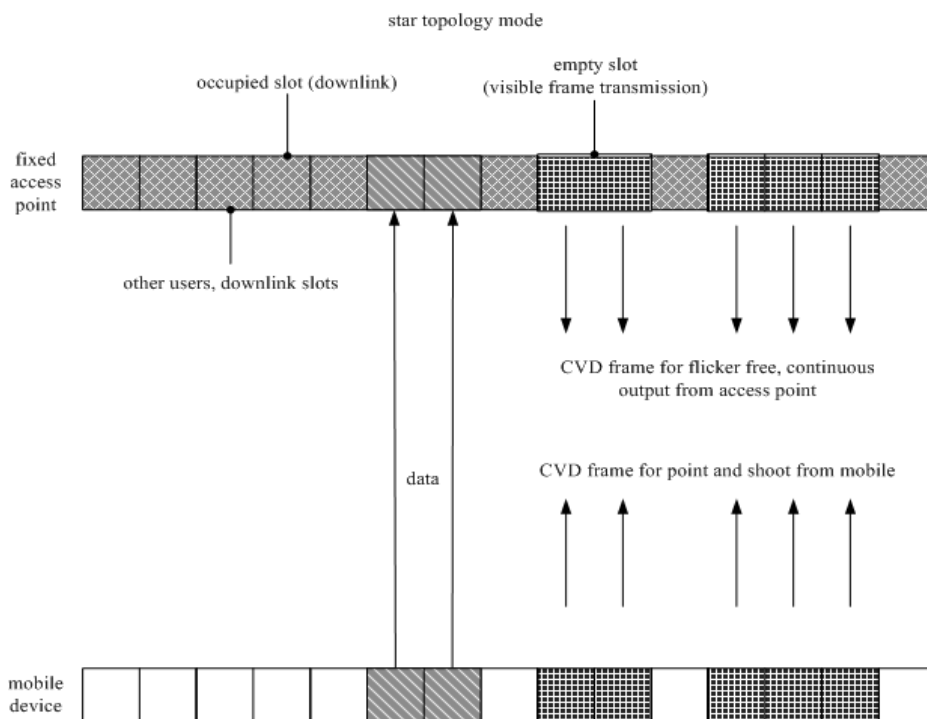 star topology mode
empty slot
(visible frame transmission)
occupied slot (downlink)
fixed
access
point
other users, downlink slots
CVD frame for flicker free, continuous
output from access point
CVD frame for point and shoot from mobile
data
mobile
device